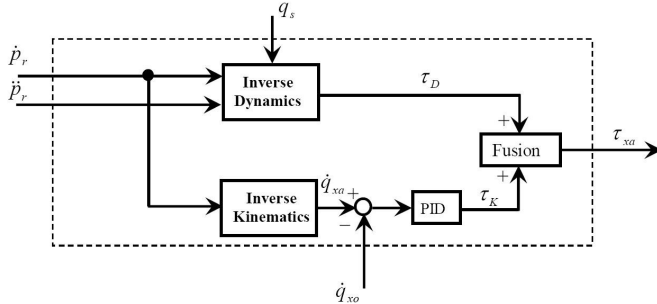 q_s
ṗ_r
p̈_r
Inverse
Dynamics
τ_D
+
Fusion
τ_xa
+
Inverse
Kinematics
q̇_xa
+
−
PID
τ_K
q̇_xo